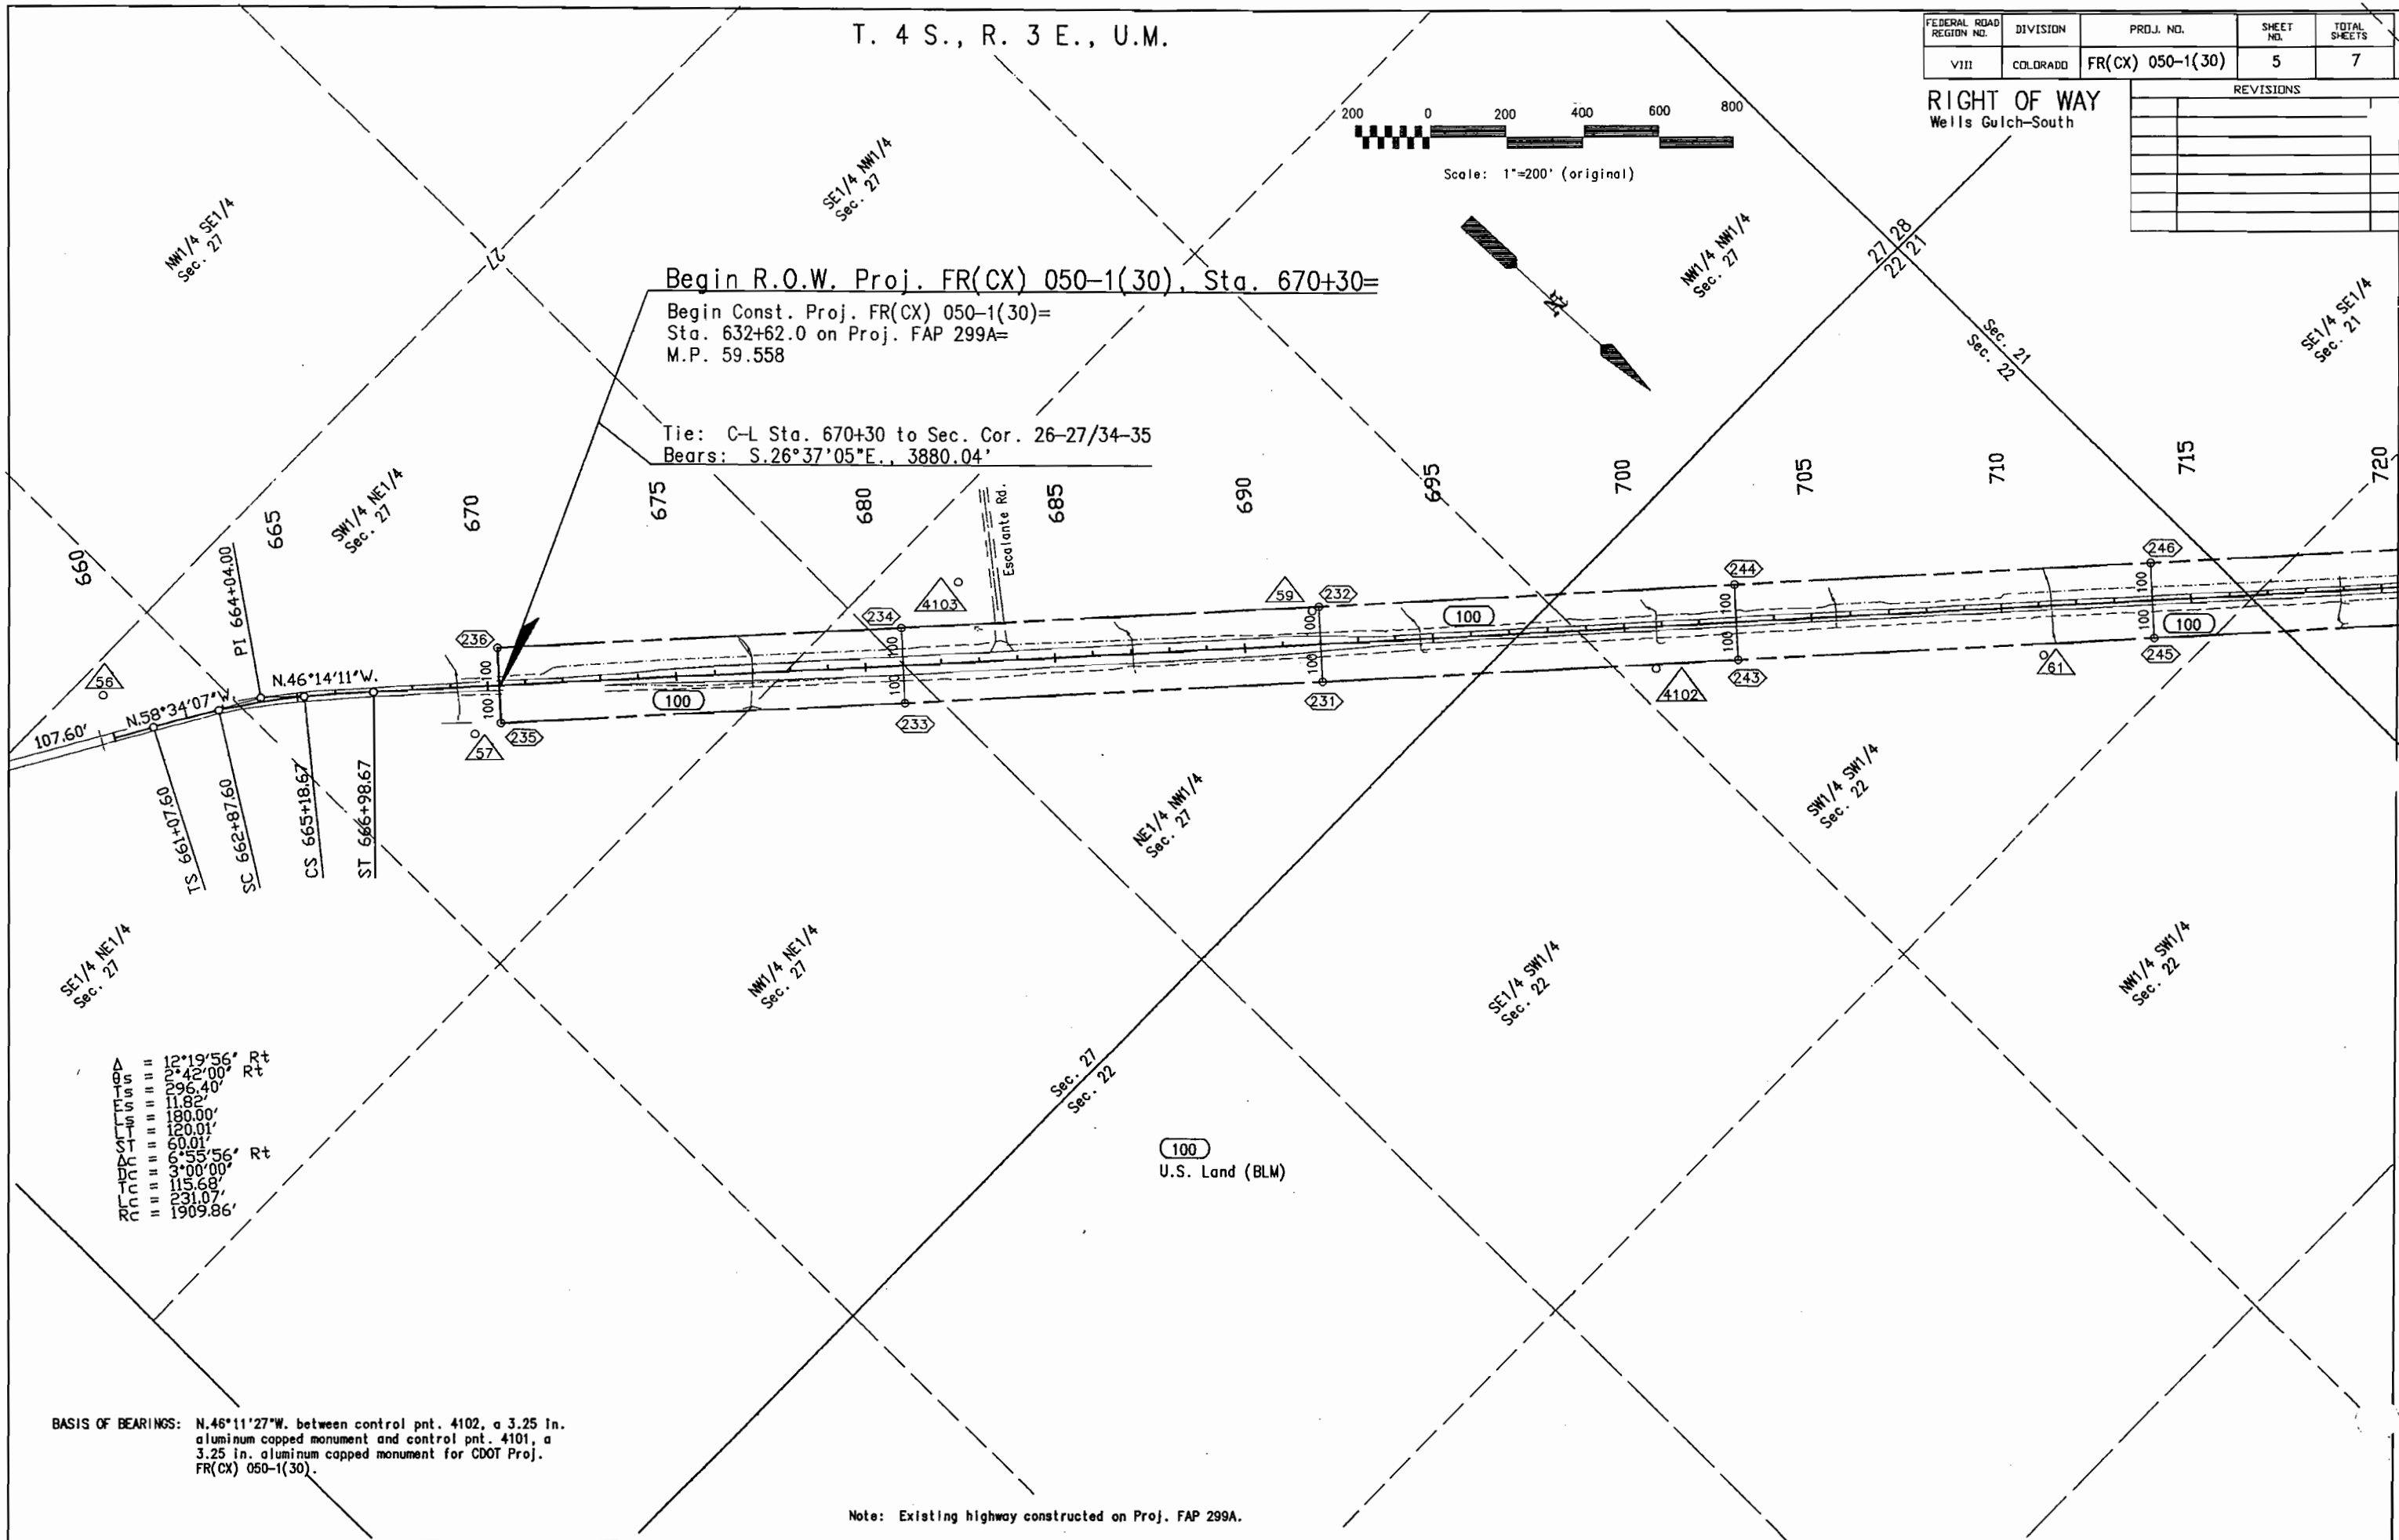 T. 4 S., R. 3 E., U.M.
FEDERAL ROAD REGION NO.
DIVISION
PROJ. NO.
SHEET NO.
TOTAL SHEETS
VIII
COLORADO
FR(CX) 050-1(30)
5
7
RIGHT OF WAY
Wells Gulch-South
REVISIONS
200 0 200 400 600 800
Scale: 1"=200' (original)
N
NW1/4 SE1/4
Sec. 27
27
SE1/4 NW1/4
Sec. 27
NW1/4 NW1/4
Sec. 27
27 28
22 21
Sec. 21
Sec. 22
SE1/4 SE1/4
Sec. 21
Begin R.O.W. Proj. FR(CX) 050-1(30), Sta. 670+30=
Begin Const. Proj. FR(CX) 050-1(30)=
Sta. 632+62.0 on Proj. FAP 299A=
M.P. 59.558
Tie: C-L Sta. 670+30 to Sec. Cor. 26-27/34-35
Bears: S.26°37'05"E., 3880.04'
SW1/4 NE1/4
Sec. 27
660
665
670
675
680
685
690
695
700
705
710
715
720
Escalante Rd.
PI 664+04.00
56
107.60'
N.58°34'07"W.
N.46°14'11"W.
TS 661+07.60
SC 662+87.60
CS 665+18.67
ST 666+98.67
236
100
100
235
57
100
234
100
100
233
4103
59
232
100
100
231
100
244
100
100
243
4102
61
246
100
100
245
100
NE1/4 NW1/4
Sec. 27
SW1/4 SW1/4
Sec. 22
SE1/4 NE1/4
Sec. 27
NW1/4 NE1/4
Sec. 27
SE1/4 SW1/4
Sec. 22
NW1/4 SW1/4
Sec. 22
Sec. 27
Sec. 22
Δ = 12°19'56" Rt
θs = 2°42'00" Rt
Ts = 296.40'
Es = 11.82'
Ls = 180.00'
LT = 120.01'
ST = 60.01'
Δc = 6°55'56" Rt
Dc = 3°00'00"
Tc = 115.68'
Lc = 231.07'
Rc = 1909.86'
100
U.S. Land (BLM)
BASIS OF BEARINGS: N.46°11'27"W. between control pnt. 4102, a 3.25 in.
aluminum capped monument and control pnt. 4101, a
3.25 in. aluminum capped monument for CDOT Proj.
FR(CX) 050-1(30).
Note: Existing highway constructed on Proj. FAP 299A.